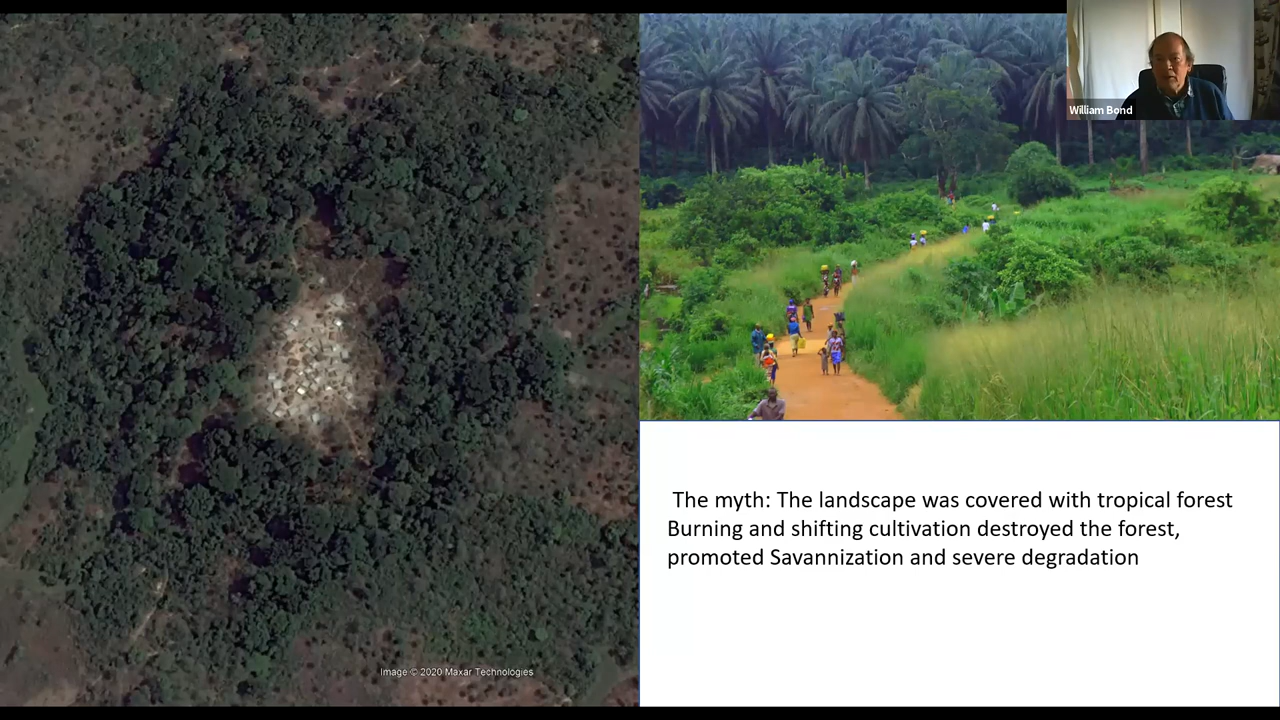 William Bond
The myth: The landscape was covered with tropical forest
Burning and shifting cultivation destroyed the forest,
promoted Savannization and severe degradation
Image © 2020 Maxar Technologies